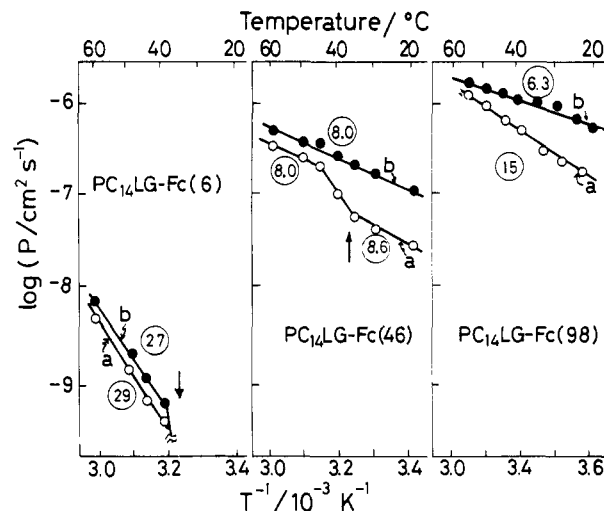 Temperature / °C
60 40 20 60 40 20 60 40 20
log (P/cm² s⁻¹)
-6
-7
-8
-9
PC₁₄LG-Fc(6)
b
a
27
29
8.0
8.0
b
8.6
a
PC₁₄LG-Fc(46)
6.3
b
15
a
PC₁₄LG-Fc(98)
3.0 3.2 3.4 3.0 3.2 3.4 3.0 3.4 3.6
T⁻¹ / 10⁻³ K⁻¹